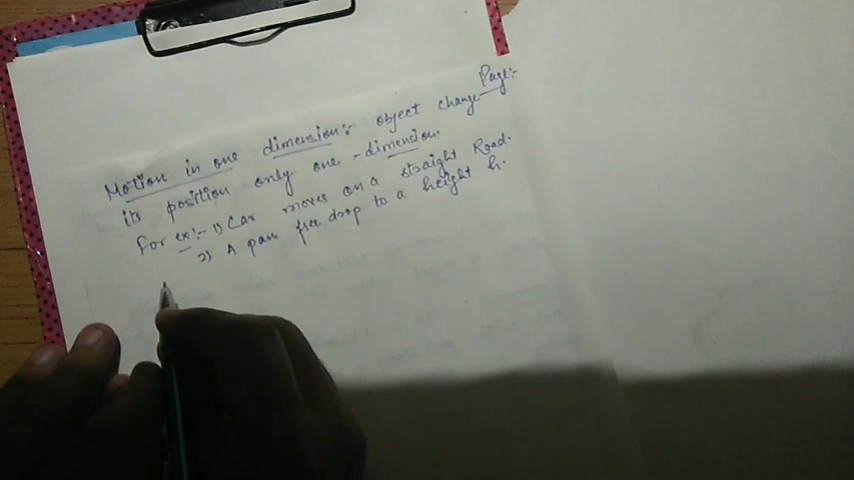 Page:-
Motion in one dimension:- object change
its position only one -dimension.
For ex:- 1) Car moves on a straight Road.
2) A pan free drop to a height h.